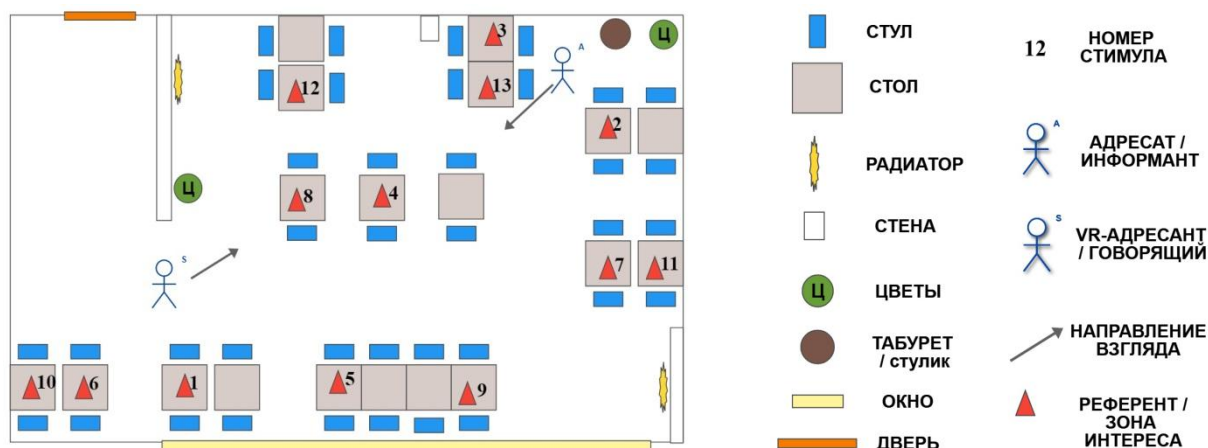 3
A
12
13
2
Ц
8
4
Ц
S
7
11
10
6
1
5
9
СТУЛ
СТОЛ
РАДИАТОР
СТЕНА
Ц
ЦВЕТЫ
ТАБУРЕТ
/ стулик
ОКНО
ДВЕРЬ
12
НОМЕР
СТИМУЛА
A
АДРЕСАТ /
ИНФОРМАНТ
S
VR-АДРЕСАНТ
/ ГОВОРЯЩИЙ
НАПРАВЛЕНИЕ
ВЗГЛЯДА
РЕФЕРЕНТ /
ЗОНА
ИНТЕРЕСА